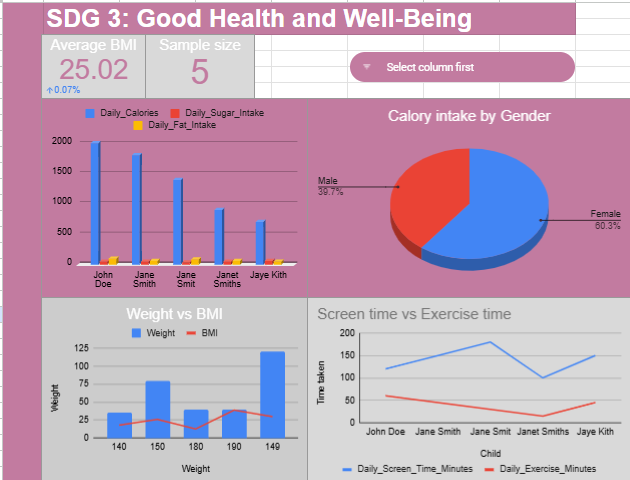 SDG 3: Good Health and Well-Being
Average BMI
25.02
↑0.07%
Sample size
5
Select column first
Daily_Calories
Daily_Sugar_Intake
Daily_Fat_Intake
2000
1500
1000
500
0
John Doe
Jane Smith
Jane Smit
Janet Smiths
Jaye Kith
Calory intake by Gender
Male
39.7%
Female
60.3%
Weight vs BMI
Weight
BMI
125
100
75
50
25
0
Weight
140
150
180
190
149
Weight
Screen time vs Exercise time
200
150
100
50
0
Time taken
John Doe
Jane Smith
Jane Smit
Janet Smiths
Jaye Kith
Child
Daily_Screen_Time_Minutes
Daily_Exercise_Minutes